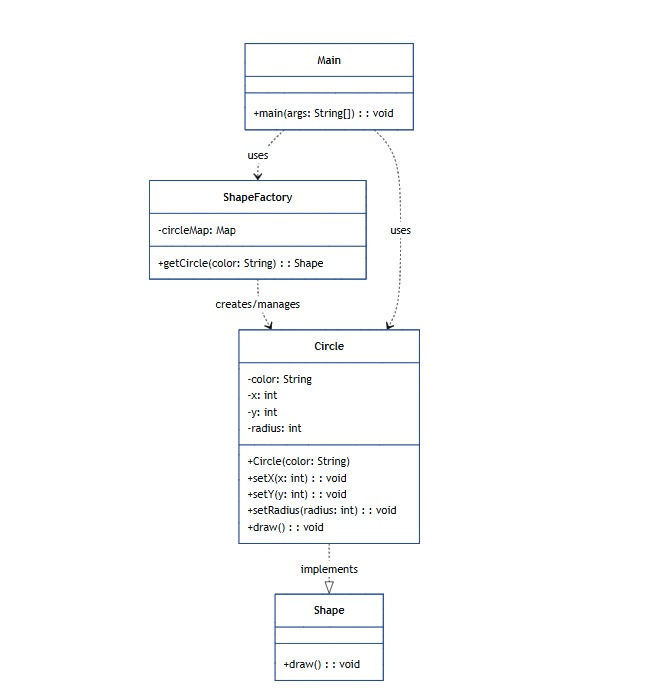 Main
+main(args: String[]) : : void
uses
ShapeFactory
-circleMap: Map
+getCircle(color: String) : : Shape
uses
creates/manages
Circle
-color: String
-x: int
-y: int
-radius: int
+Circle(color: String)
+setX(x: int) : : void
+setY(y: int) : : void
+setRadius(radius: int) : : void
+draw() : : void
implements
Shape
+draw() : : void